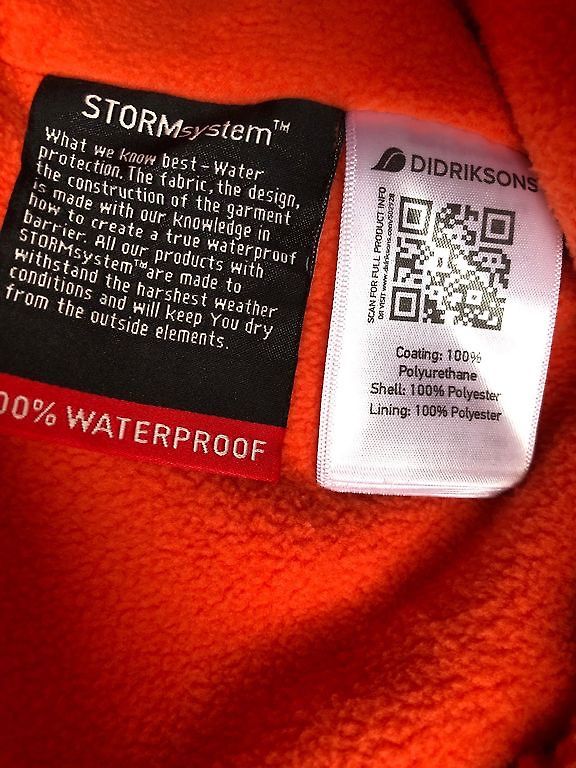 STORMsystem™
What we know best - Water
protection. The fabric, the design,
the construction of the garment
is made with our knowledge in
how to create a true waterproof
barrier. All our products with
STORMsystem™ are made to
withstand the harshest weather
conditions and will keep You dry
from the outside elements.
00% WATERPROOF
DIDRIKSONS
SCAN FOR FULL PRODUCT INFO
Coating: 100%
Polyurethane
Shell: 100% Polyester
Lining: 100% Polyester